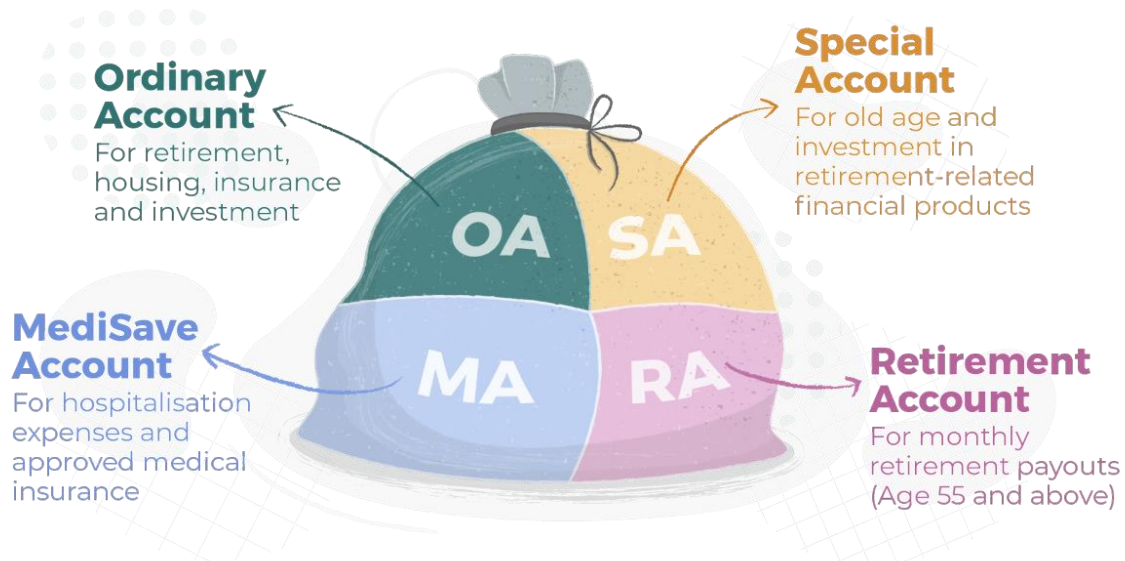 Ordinary
Account
For retirement,
housing, insurance
and investment
Special
Account
For old age and
investment in
retirement-related
financial products
OA
SA
MediSave
Account
For hospitalisation
expenses and
approved medical
insurance
MA
RA
Retirement
Account
For monthly
retirement payouts
(Age 55 and above)